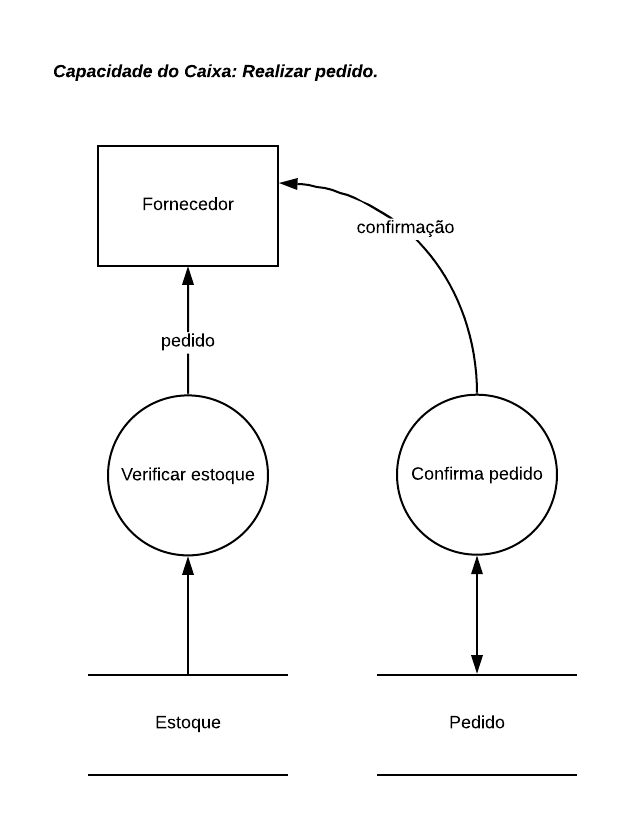 Capacidade do Caixa: Realizar pedido.
Fornecedor
confirmação
pedido
Verificar estoque
Confirma pedido
Estoque
Pedido